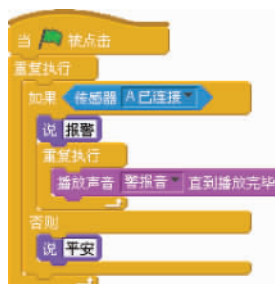 当 被点击
重复执行
如果 传感器 A已连接
说 报警
重复执行
播放声音 警报音 直到播放完毕
否则
说 平安